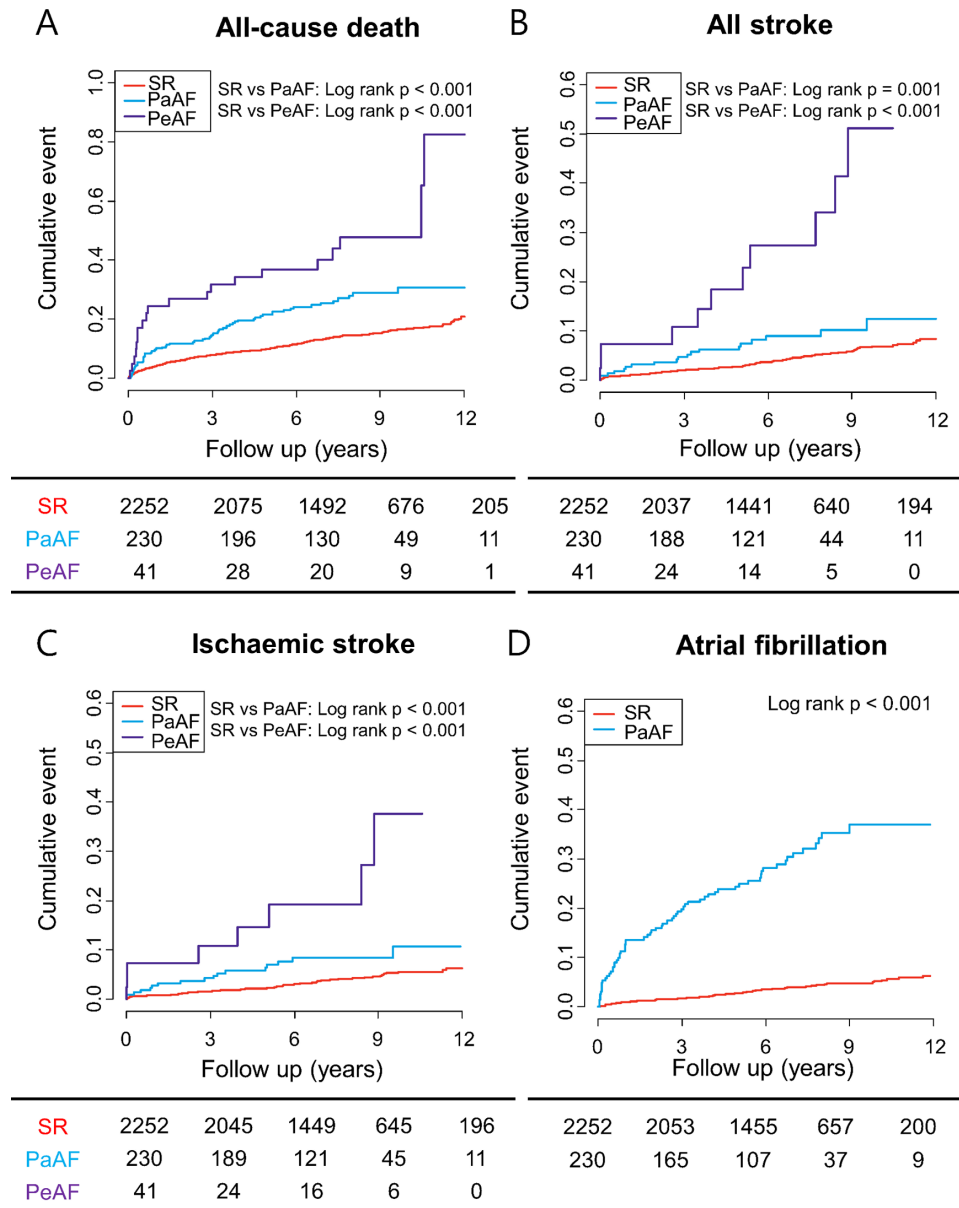 A
All-cause death
SR
PaAF
PeAF
SR vs PaAF: Log rank p < 0.001
SR vs PeAF: Log rank p < 0.001
Cumulative event
1.0
0.8
0.6
0.4
0.2
0.0
0 3 6 9 12
Follow up (years)
SR 2252 2075 1492 676 205
PaAF 230 196 130 49 11
PeAF 41 28 20 9 1
B
All stroke
SR
PaAF
PeAF
SR vs PaAF: Log rank p = 0.001
SR vs PeAF: Log rank p < 0.001
Cumulative event
0.6
0.5
0.4
0.3
0.2
0.1
0.0
0 3 6 9 12
Follow up (years)
2252 2037 1441 640 194
230 188 121 44 11
41 24 14 5 0
C
Ischaemic stroke
SR
PaAF
PeAF
SR vs PaAF: Log rank p < 0.001
SR vs PeAF: Log rank p < 0.001
Cumulative event
0.6
0.5
0.4
0.3
0.2
0.1
0.0
0 3 6 9 12
Follow up (years)
SR 2252 2045 1449 645 196
PaAF 230 189 121 45 11
PeAF 41 24 16 6 0
D
Atrial fibrillation
SR
PaAF
Log rank p < 0.001
Cumulative event
0.6
0.5
0.4
0.3
0.2
0.1
0.0
0 3 6 9 12
Follow up (years)
2252 2053 1455 657 200
230 165 107 37 9